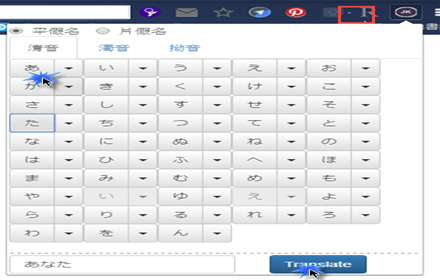 JK
平假名 片假名
清音 濁音 拗音
あ い う え お
か き く け こ
さ し す せ そ
た ち つ て と
な に ぬ ね の
は ひ ふ へ ほ
ま み む め も
や い ゆ え よ
ら り る れ ろ
わ を ん
あなた Translate